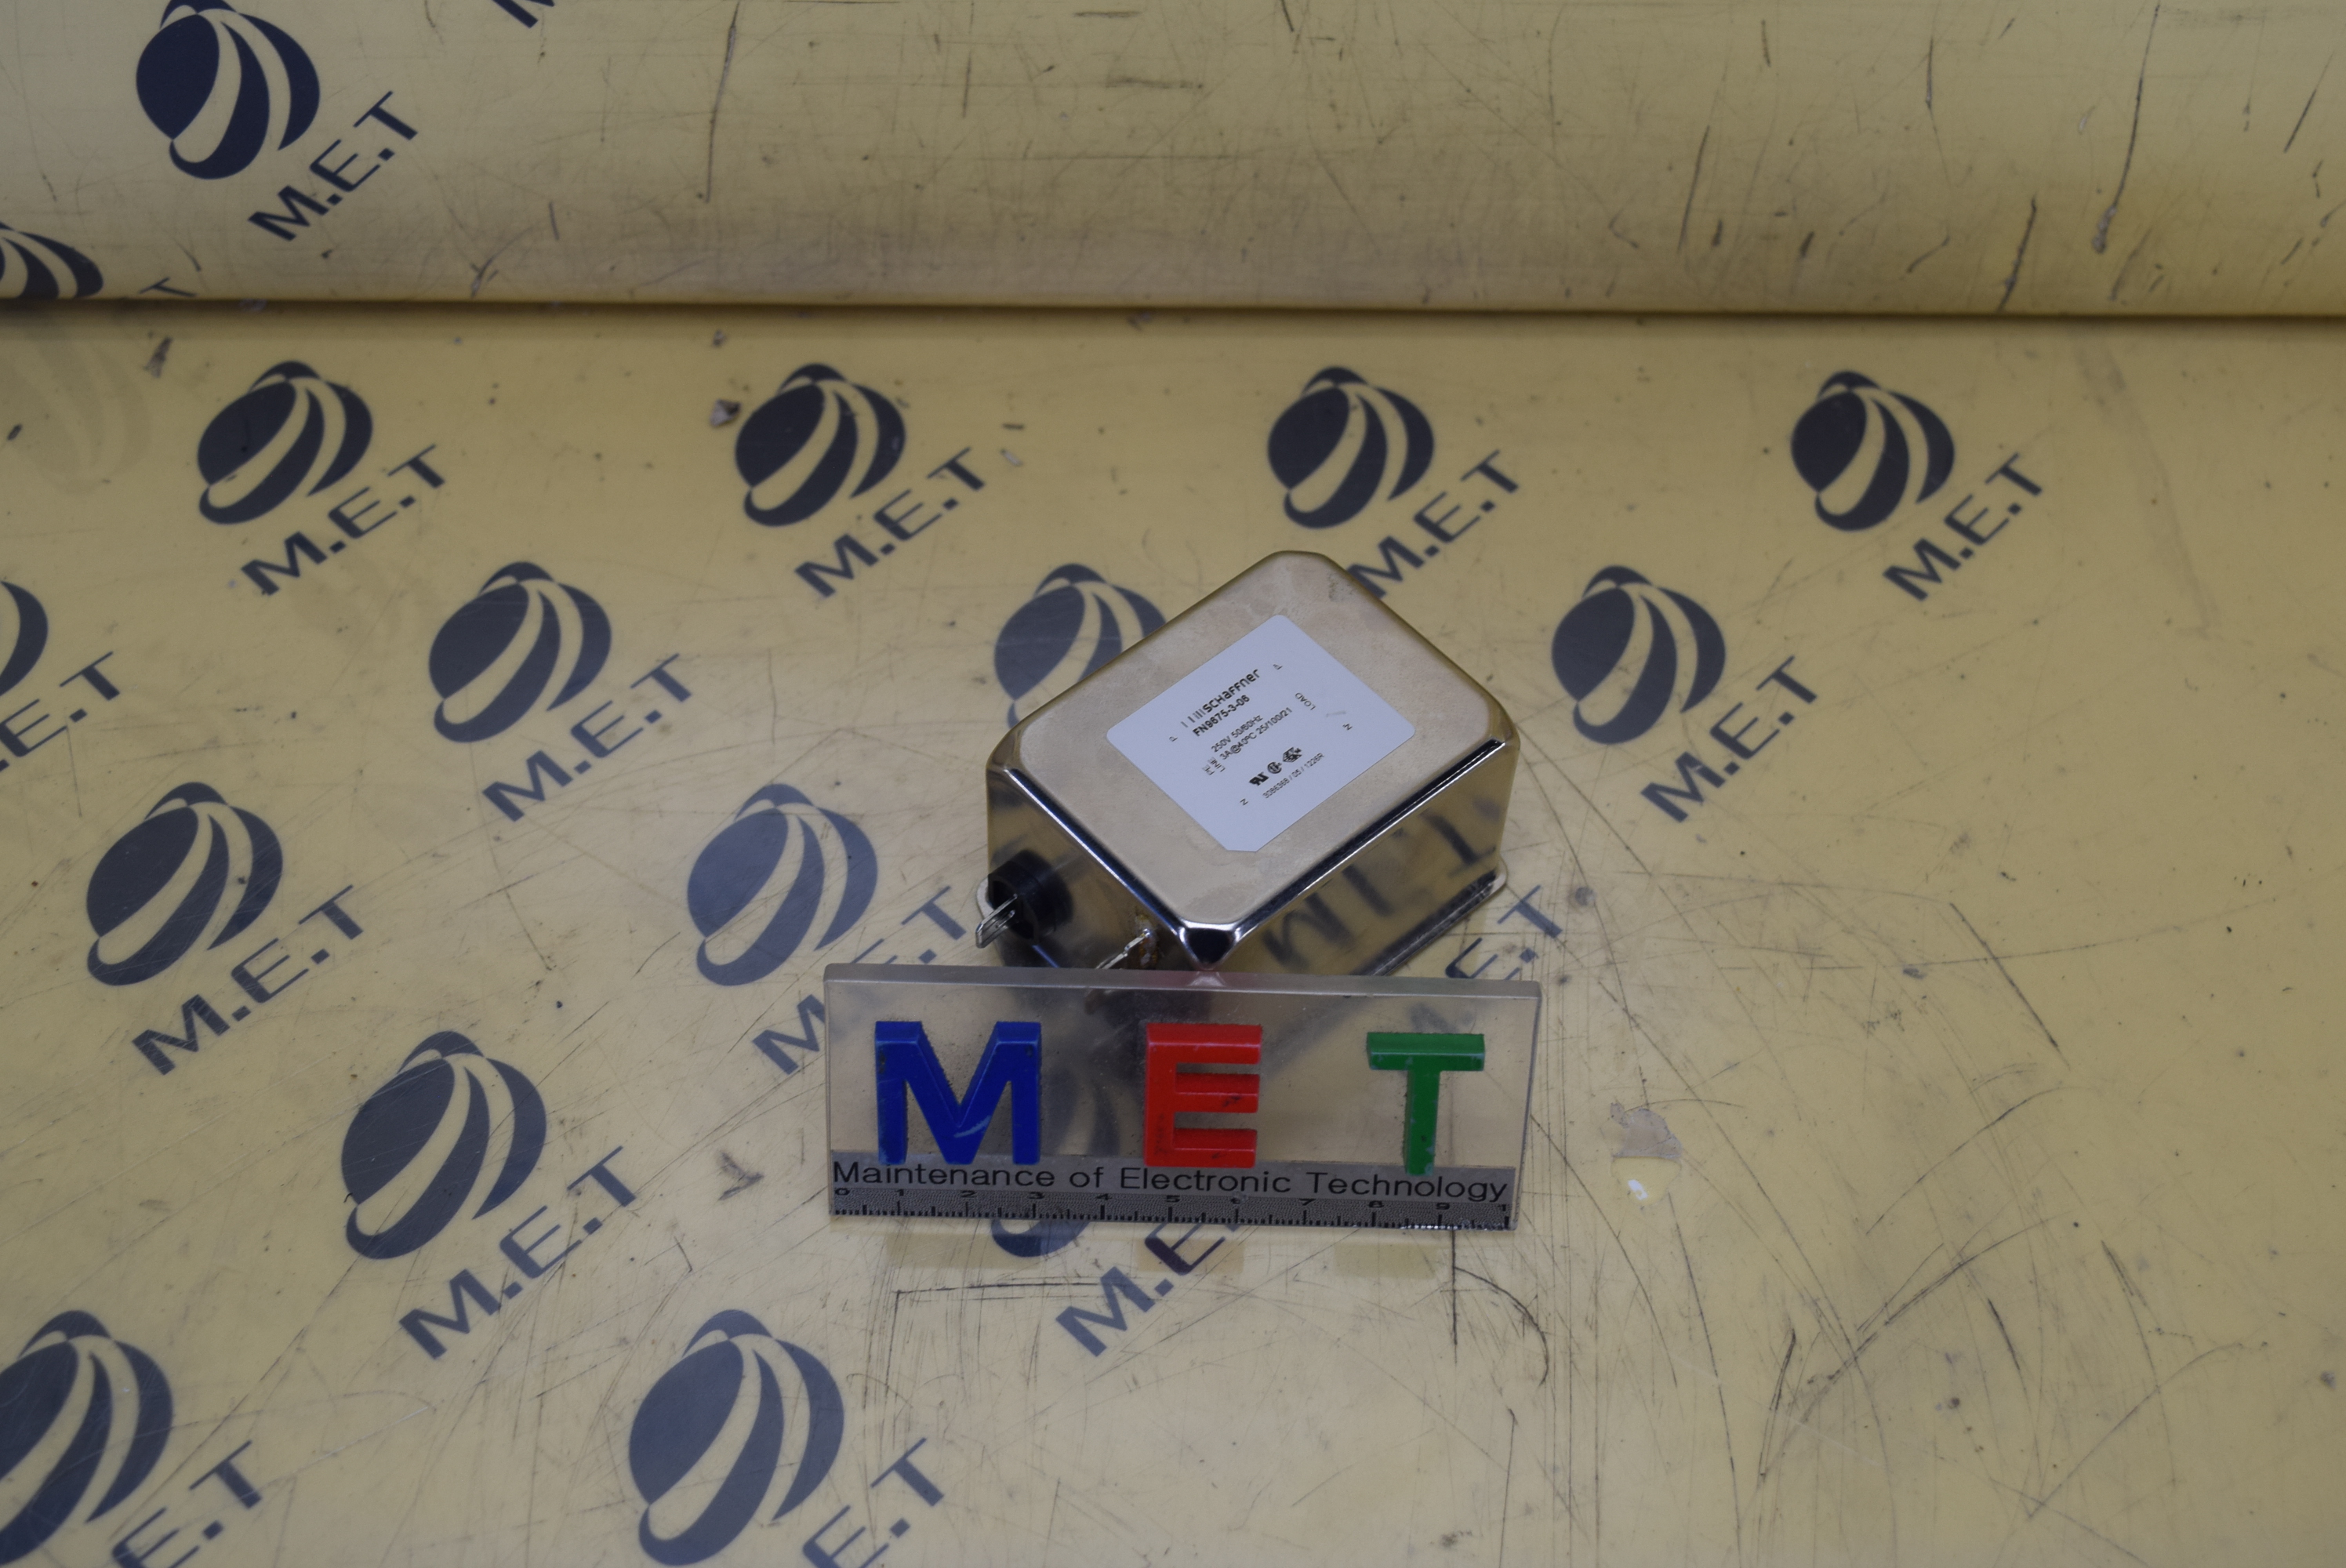 M.E.T
M.E.T
M.E.T
M.E.T
M.E.T
M.E.T
M.E.T
M.E.T
M.E.T
M.E.T
M.E.T
M.E.T
M.E.T
SCHAFFNER
FN9675-3-06
250V 50/60Hz
3A@40°C 25/100/21
LOAD
LINE
P
P
N
N
M E T
Maintenance of Electronic Technology
0 1 2 3 4 5 6 7 8 9 1